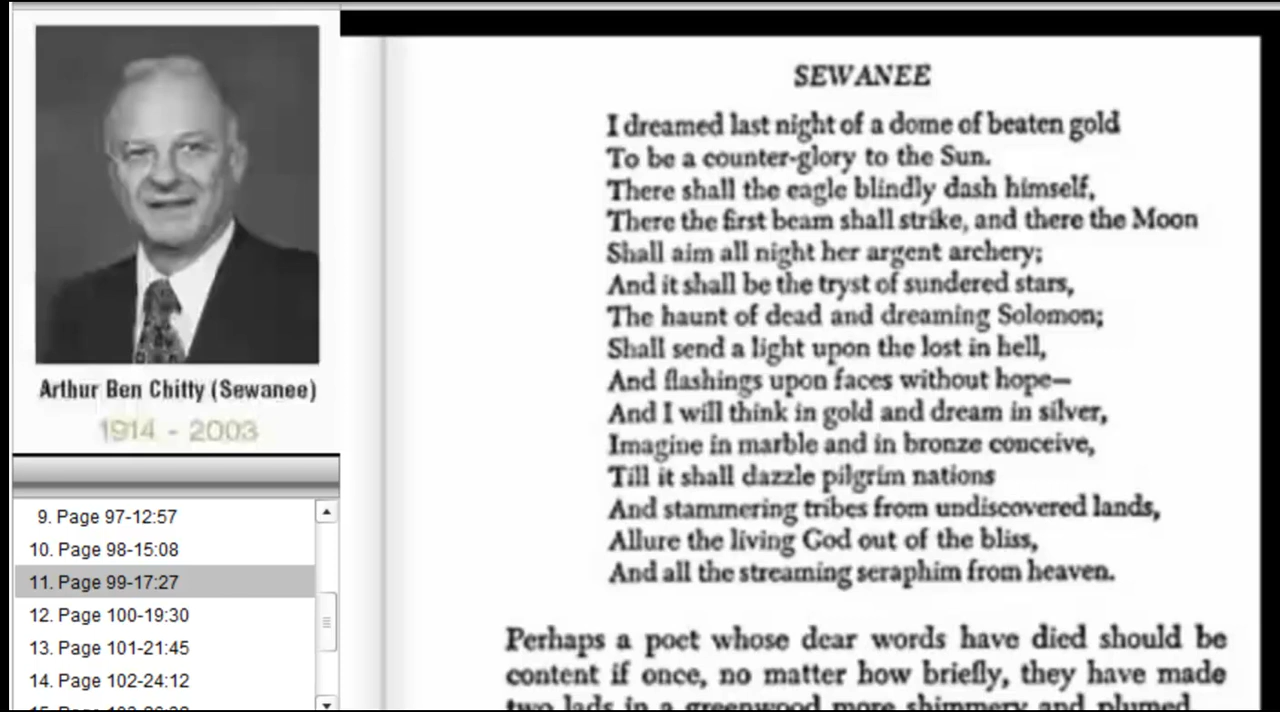 Arthur Ben Chitty (Sewanee)
1914 - 2003
9. Page 97-12:57
10. Page 98-15:08
11. Page 99-17:27
12. Page 100-19:30
13. Page 101-21:45
14. Page 102-24:12
SEWANEE
I dreamed last night of a dome of beaten gold
To be a counter-glory to the Sun.
There shall the eagle blindly dash himself,
There the first beam shall strike, and there the Moon
Shall aim all night her argent archery;
And it shall be the tryst of sundered stars,
The haunt of dead and dreaming Solomon;
Shall send a light upon the lost in hell,
And flashings upon faces without hope—
And I will think in gold and dream in silver,
Imagine in marble and in bronze conceive,
Till it shall dazzle pilgrim nations
And stammering tribes from undiscovered lands,
Allure the living God out of the bliss,
And all the streaming seraphim from heaven.
Perhaps a poet whose dear words have died should be
content if once, no matter how briefly, they have made
two lads in a greenwood more shimmery and plumed